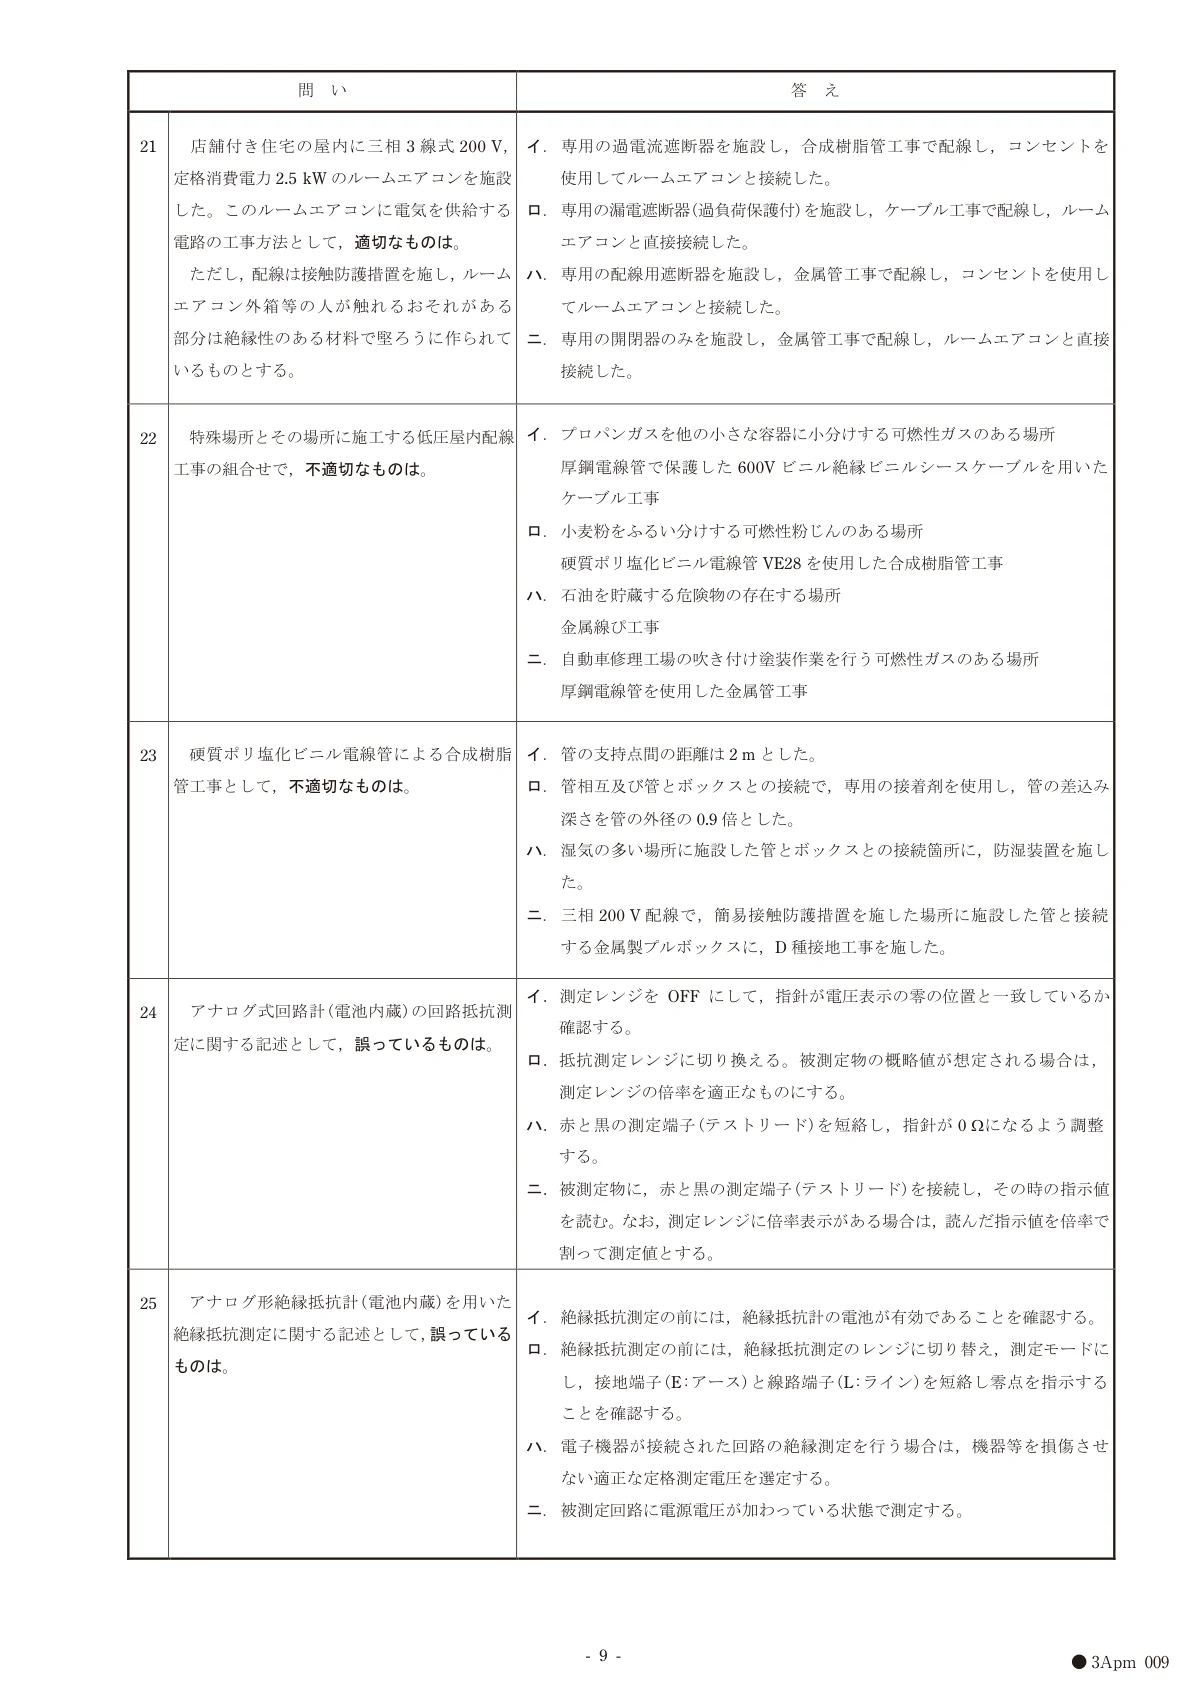 問　い
答　え
21
店舗付き住宅の屋内に三相 3 線式 200 V,
定格消費電力 2.5 kW のルームエアコンを施設
した。このルームエアコンに電気を供給する
電路の工事方法として，適切なものは。
ただし，配線は接触防護措置を施し，ルーム
エアコン外箱等の人が触れるおそれがある
部分は絶縁性のある材料で堅ろうに作られて
いるものとする。
イ．専用の過電流遮断器を施設し，合成樹脂管工事で配線し，コンセントを
使用してルームエアコンと接続した。
ロ．専用の漏電遮断器(過負荷保護付)を施設し，ケーブル工事で配線し，ルーム
エアコンと直接接続した。
ハ．専用の配線用遮断器を施設し，金属管工事で配線し，コンセントを使用し
てルームエアコンと接続した。
ニ．専用の開閉器のみを施設し，金属管工事で配線し，ルームエアコンと直接
接続した。
22
特殊場所とその場所に施工する低圧屋内配線
工事の組合せで，不適切なものは。
イ．プロパンガスを他の小さな容器に小分けする可燃性ガスのある場所
厚鋼電線管で保護した 600V ビニル絶縁ビニルシースケーブルを用いた
ケーブル工事
ロ．小麦粉をふるい分けする可燃性粉じんのある場所
硬質ポリ塩化ビニル電線管 VE28 を使用した合成樹脂管工事
ハ．石油を貯蔵する危険物の存在する場所
金属線ぴ工事
ニ．自動車修理工場の吹き付け塗装作業を行う可燃性ガスのある場所
厚鋼電線管を使用した金属管工事
23
硬質ポリ塩化ビニル電線管による合成樹脂
管工事として，不適切なものは。
イ．管の支持点間の距離は 2 m とした。
ロ．管相互及び管とボックスとの接続で，専用の接着剤を使用し，管の差込み
深さを管の外径の 0.9 倍とした。
ハ．湿気の多い場所に施設した管とボックスとの接続箇所に，防湿装置を施し
た。
ニ．三相 200 V 配線で，簡易接触防護措置を施した場所に施設した管と接続
する金属製プルボックスに，D 種接地工事を施した。
24
アナログ式回路計(電池内蔵)の回路抵抗測
定に関する記述として，誤っているものは。
イ．測定レンジを OFF にして，指針が電圧表示の零の位置と一致しているか
確認する。
ロ．抵抗測定レンジに切り換える。被測定物の概略値が想定される場合は，
測定レンジの倍率を適正なものにする。
ハ．赤と黒の測定端子(テストリード)を短絡し，指針が 0 Ωになるよう調整
する。
ニ．被測定物に，赤と黒の測定端子(テストリード)を接続し，その時の指示値
を読む。なお，測定レンジに倍率表示がある場合は，読んだ指示値を倍率で
割って測定値とする。
25
アナログ形絶縁抵抗計(電池内蔵)を用いた
絶縁抵抗測定に関する記述として，誤っている
ものは。
イ．絶縁抵抗測定の前には，絶縁抵抗計の電池が有効であることを確認する。
ロ．絶縁抵抗測定の前には，絶縁抵抗測定のレンジに切り替え，測定モードに
し，接地端子(E：アース)と線路端子(L：ライン)を短絡し零点を指示する
ことを確認する。
ハ．電子機器が接続された回路の絶縁測定を行う場合は，機器等を損傷させ
ない適正な定格測定電圧を選定する。
ニ．被測定回路に電源電圧が加わっている状態で測定する。
- 9 -
●3Apm 009